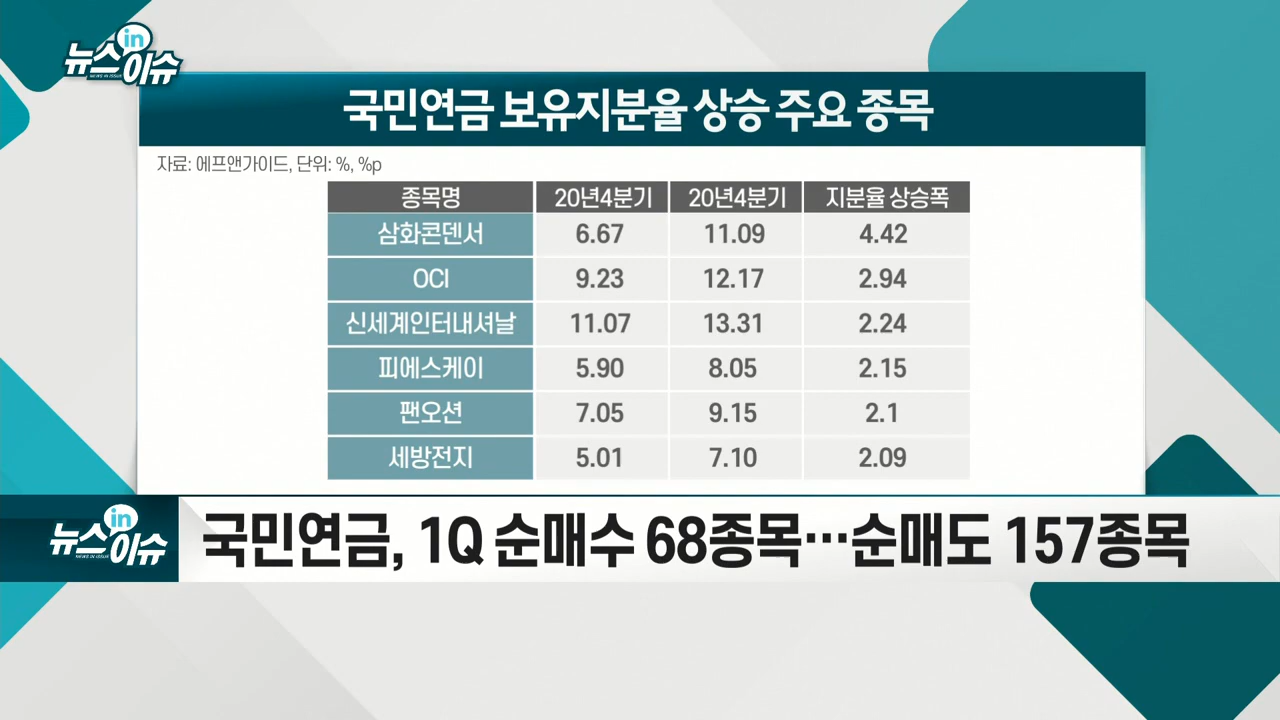 뉴스 in 이슈
NEWS IN ISSUE
국민연금 보유지분율 상승 주요 종목
자료: 에프앤가이드, 단위: %, %p
종목명 20년4분기 20년4분기 지분율 상승폭
삼화콘덴서 6.67 11.09 4.42
OCI 9.23 12.17 2.94
신세계인터내셔날 11.07 13.31 2.24
피에스케이 5.90 8.05 2.15
팬오션 7.05 9.15 2.1
세방전지 5.01 7.10 2.09
뉴스 in 이슈
NEWS IN ISSUE
국민연금, 1Q 순매수 68종목…순매도 157종목